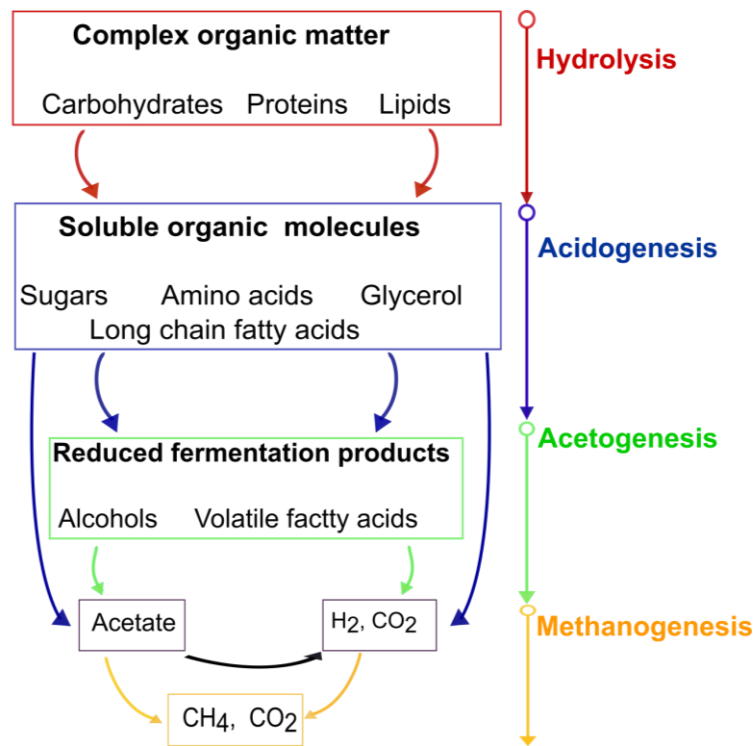 Complex organic matter
Hydrolysis
Carbohydrates Proteins Lipids
Soluble organic molecules
Acidogenesis
Sugars Amino acids Glycerol
Long chain fatty acids
Reduced fermentation products
Acetogenesis
Alcohols Volatile factty acids
Acetate
H₂, CO₂
Methanogenesis
CH₄, CO₂